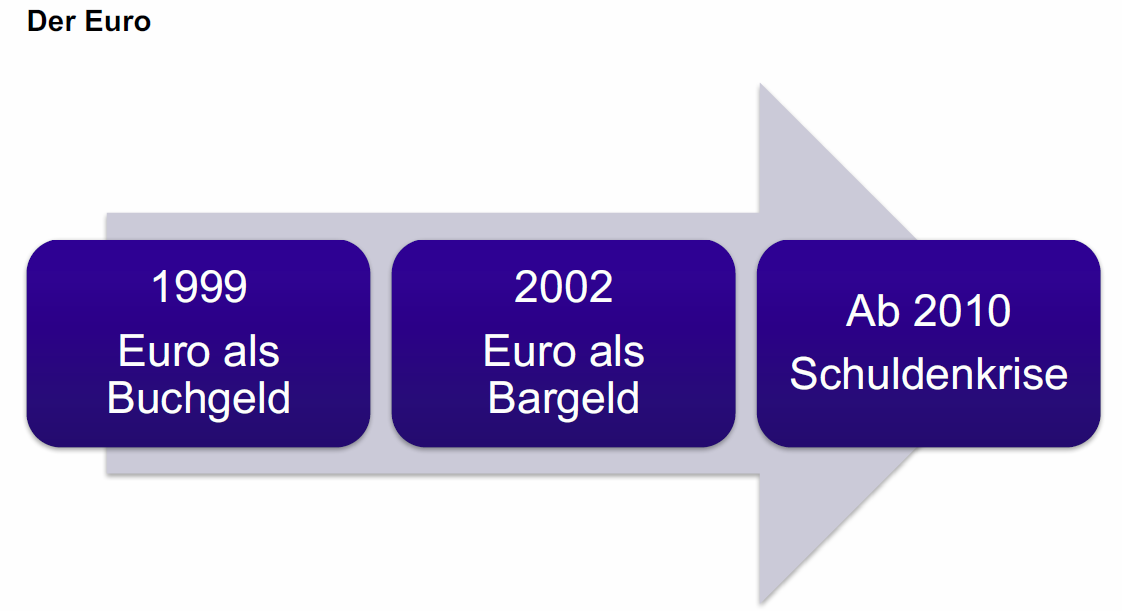 Der Euro
1999
Euro als
Buchgeld
2002
Euro als
Bargeld
Ab 2010
Schuldenkrise